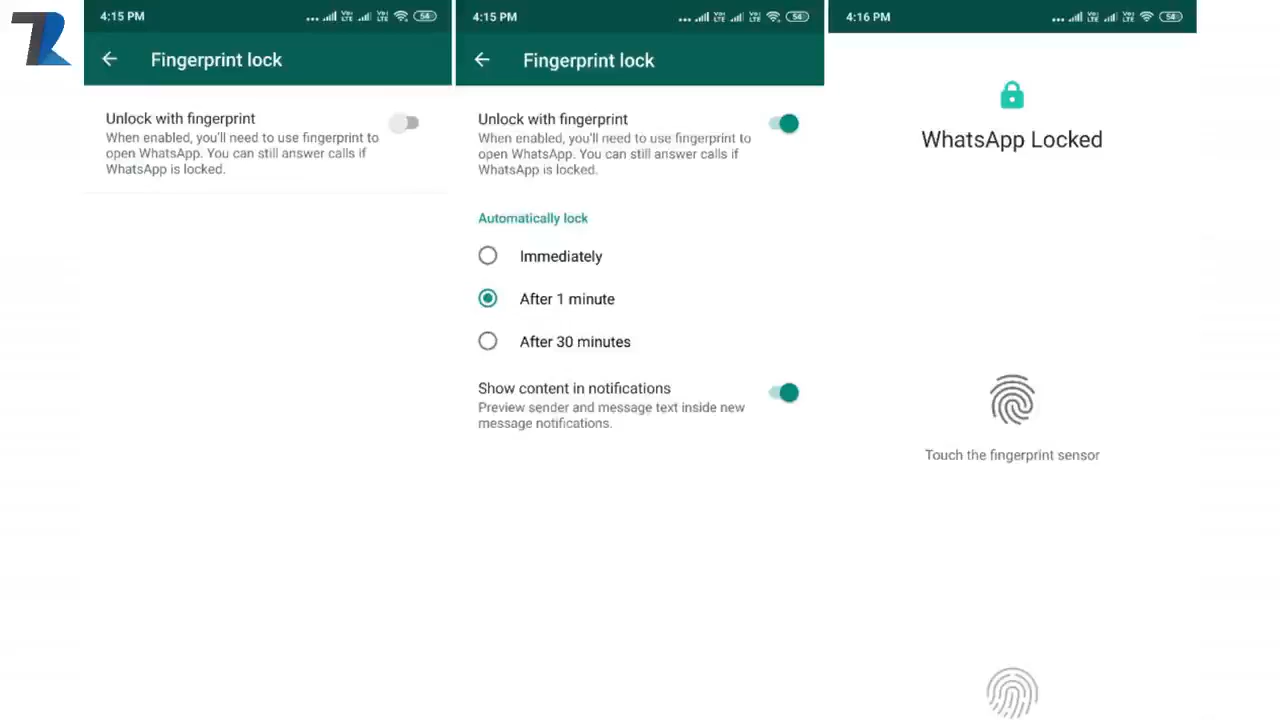 4:15 PM
54
Fingerprint lock
Unlock with fingerprint
When enabled, you'll need to use fingerprint to
open WhatsApp. You can still answer calls if
WhatsApp is locked.
4:15 PM
54
Fingerprint lock
Unlock with fingerprint
When enabled, you'll need to use fingerprint to
open WhatsApp. You can still answer calls if
WhatsApp is locked.
Automatically lock
Immediately
After 1 minute
After 30 minutes
Show content in notifications
Preview sender and message text inside new
message notifications.
4:16 PM
54
WhatsApp Locked
Touch the fingerprint sensor